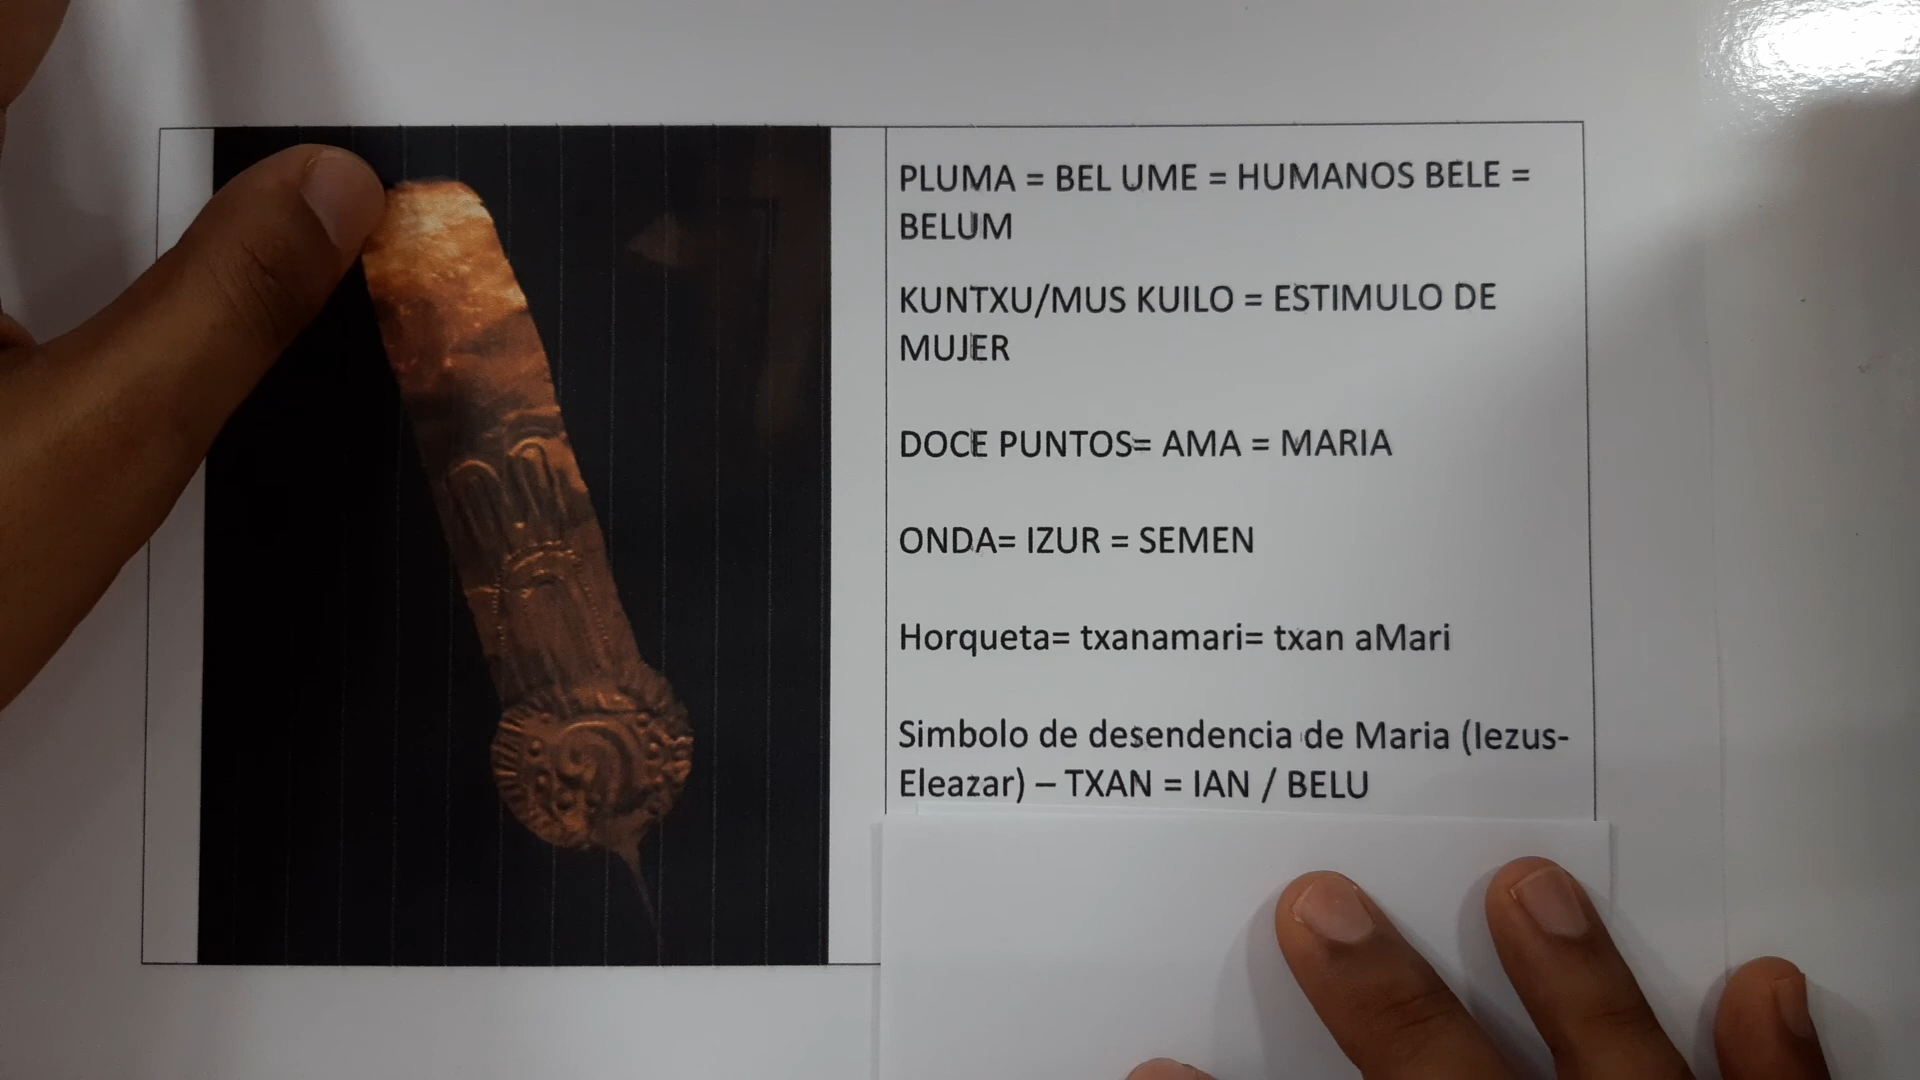 PLUMA = BEL UME = HUMANOS BELE =
BELUM
KUNTXU/MUS KUILO = ESTIMULO DE
MUJER
DOCE PUNTOS= AMA = MARIA
ONDA= IZUR = SEMEN
Horqueta= txanamari= txan aMari
Simbolo de desendencia de Maria (Iezus-
Eleazar) – TXAN = IAN / BELU